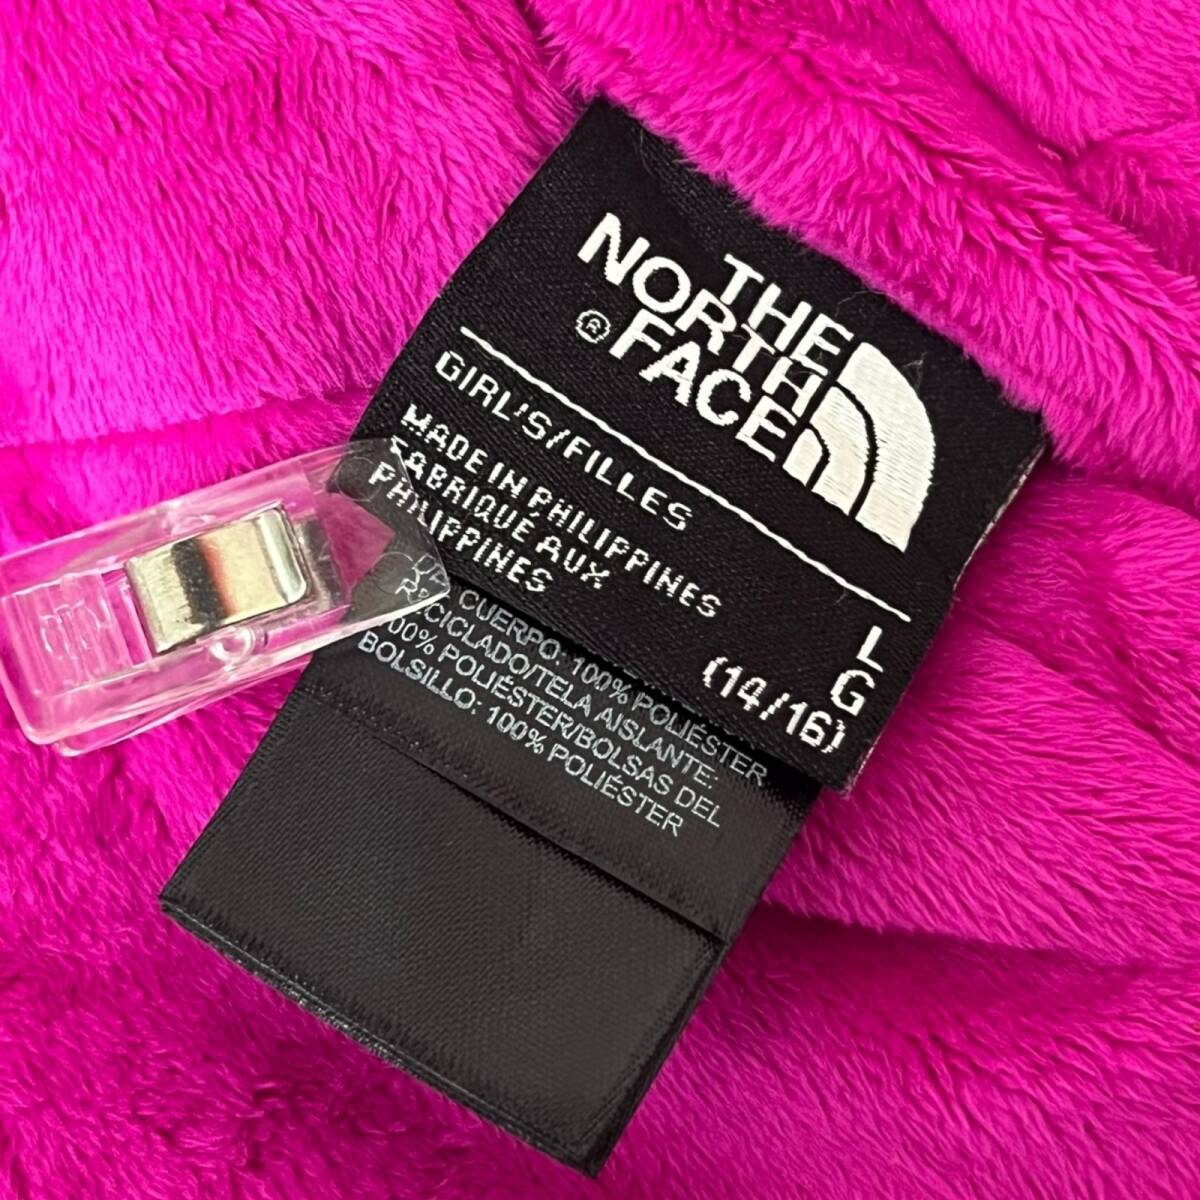 THE
NORTH
® FACE
GIRL'S/FILLES
MADE IN PHILIPPINES
FABRIQUÉ AUX
PHILIPPINES
L
G
(14/16)
CUERPO: 100% POLIÉSTER
RECICLADO/TELA AISLANTE:
100% POLIÉSTER/BOLSAS DEL
BOLSILLO: 100% POLIÉSTER